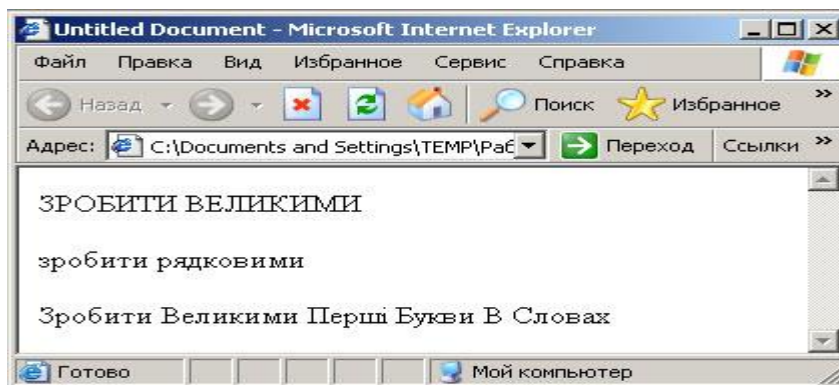 Untitled Document - Microsoft Internet Explorer
Файл Правка Вид Избранное Сервис Справка
Назад Поиск Избранное »
Адрес: C:\Documents and Settings\TEMP\Раб Переход Ссылки »
ЗРОБИТИ ВЕЛИКИМИ
зробити рядковими
Зробити Великими Перші Букви В Словах
Готово Мой компьютер